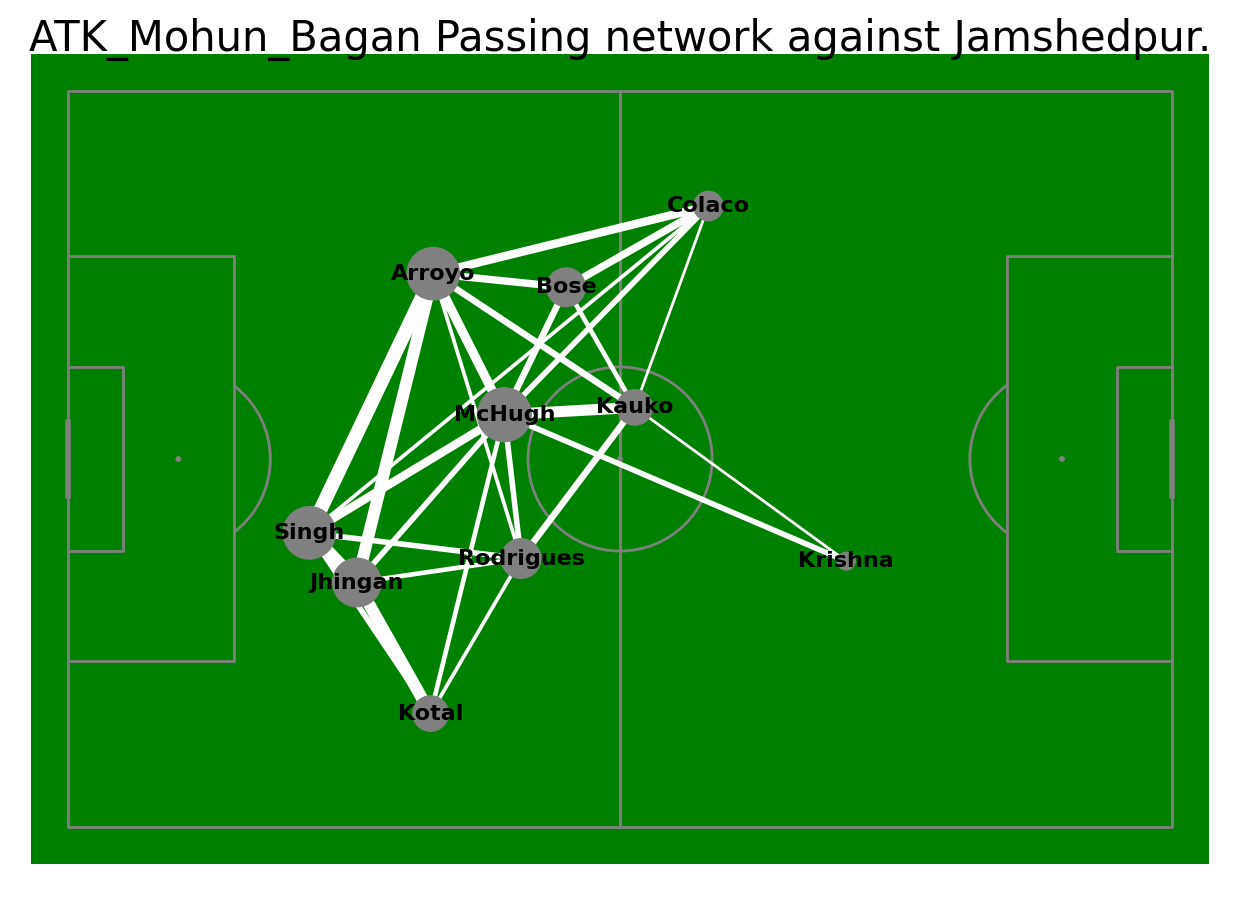 ATK_Mohun_Bagan Passing network against Jamshedpur.
Colaco
Arroyo
Bose
McHugh
Kauko
Singh
Rodrigues
Krishna
Jhingan
Kotal